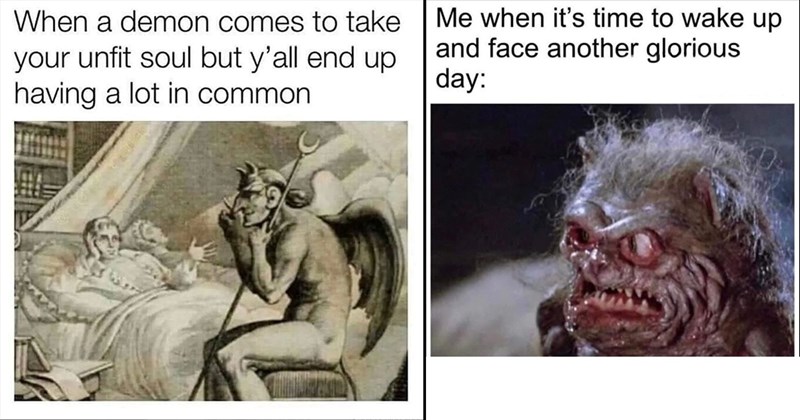 When a demon comes to take
your unfit soul but y’all end up
having a lot in common
Me when it’s time to wake up
and face another glorious
day: